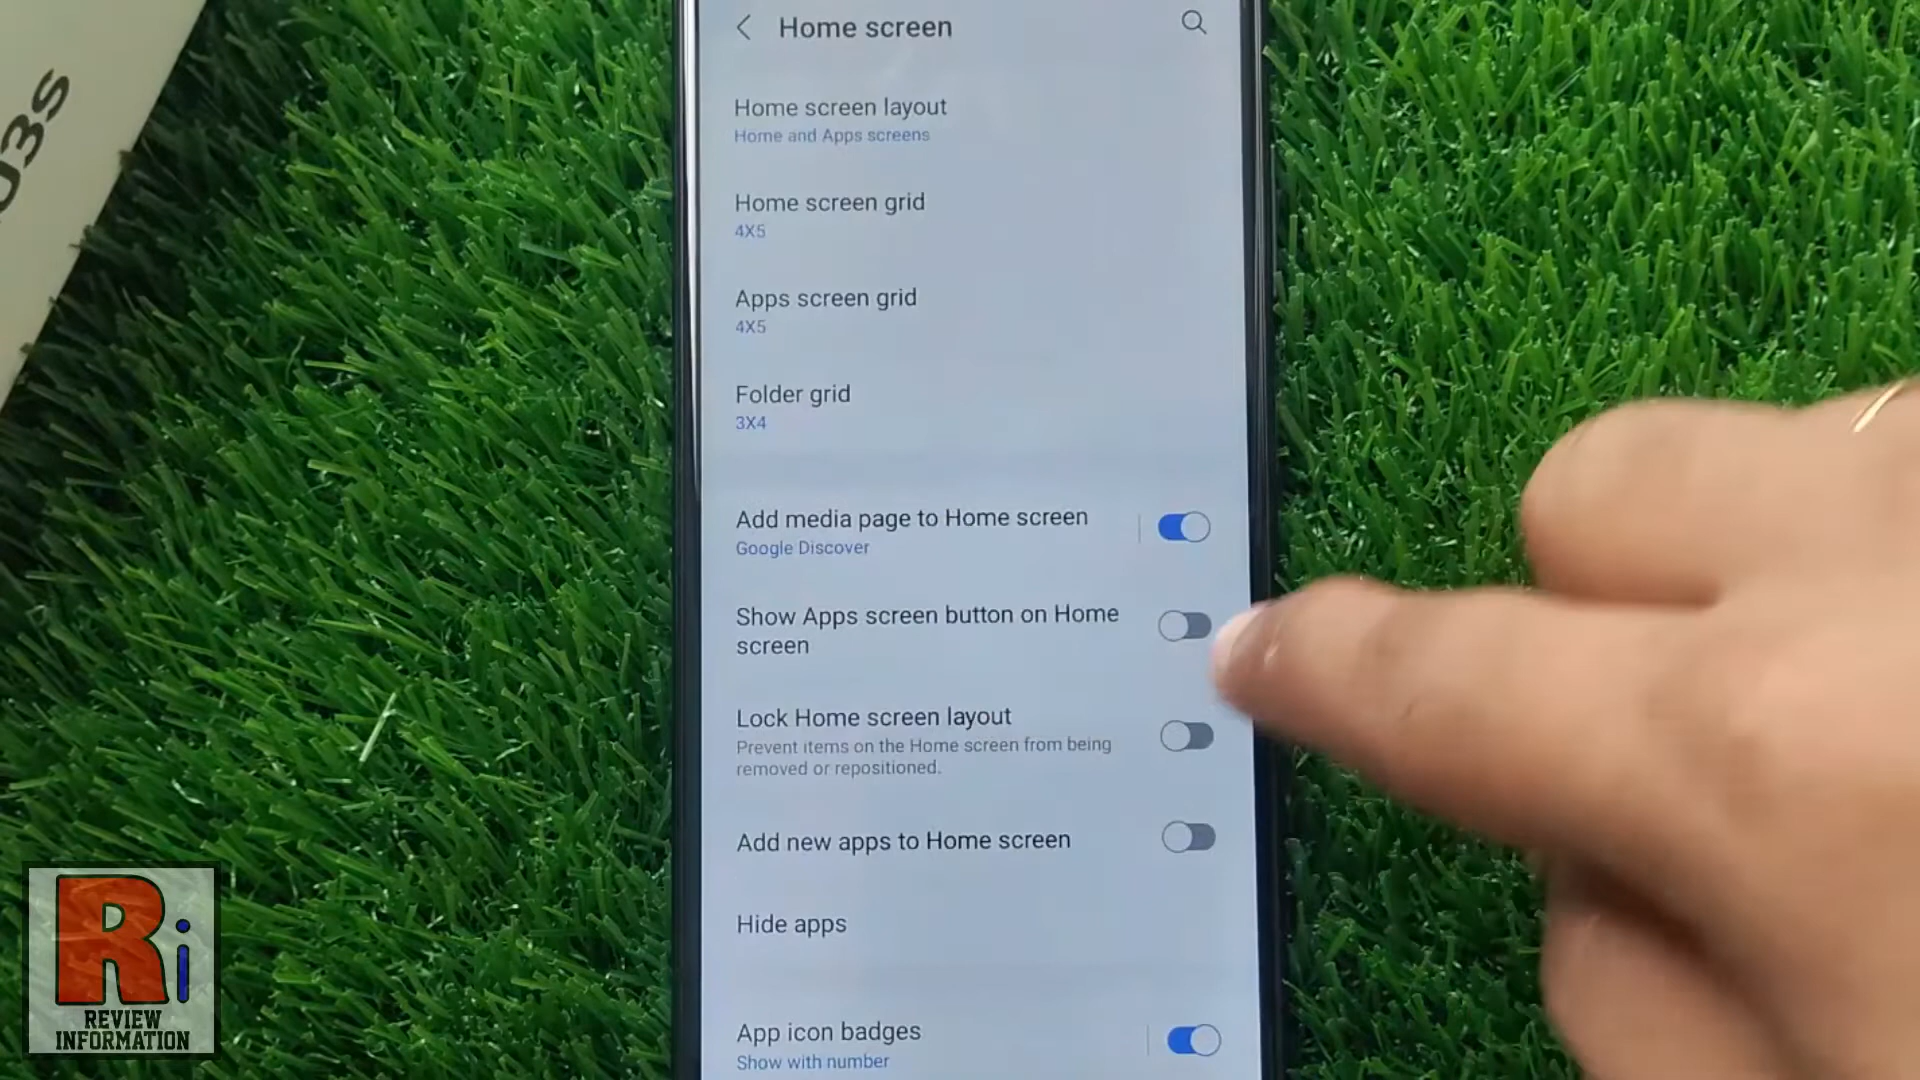 03s
Home screen
Home screen layout
Home and Apps screens
Home screen grid
4X5
Apps screen grid
4X5
Folder grid
3X4
Add media page to Home screen
Google Discover
Show Apps screen button on Home
screen
Lock Home screen layout
Prevent items on the Home screen from being
removed or repositioned.
Add new apps to Home screen
Hide apps
App icon badges
Show with number
Ri
REVIEW
INFORMATION